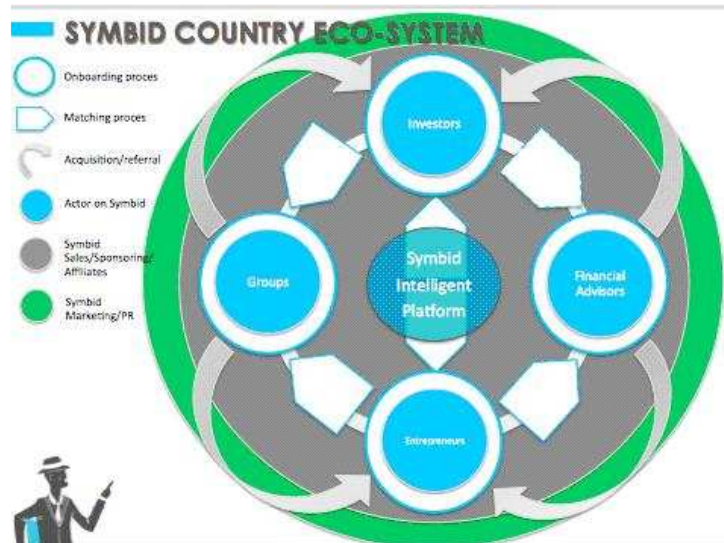 SYMBID COUNTRY ECO-SYSTEM
Onboarding proces
Matching proces
Acquisition/referral
Actor on Symbid
Symbid
Sales/Sponsoring/
Affiliates
Symbid
Marketing/PR
Investors
Groups
Symbid
Intelligent
Platform
Financial
Advisors
Entrepreneurs